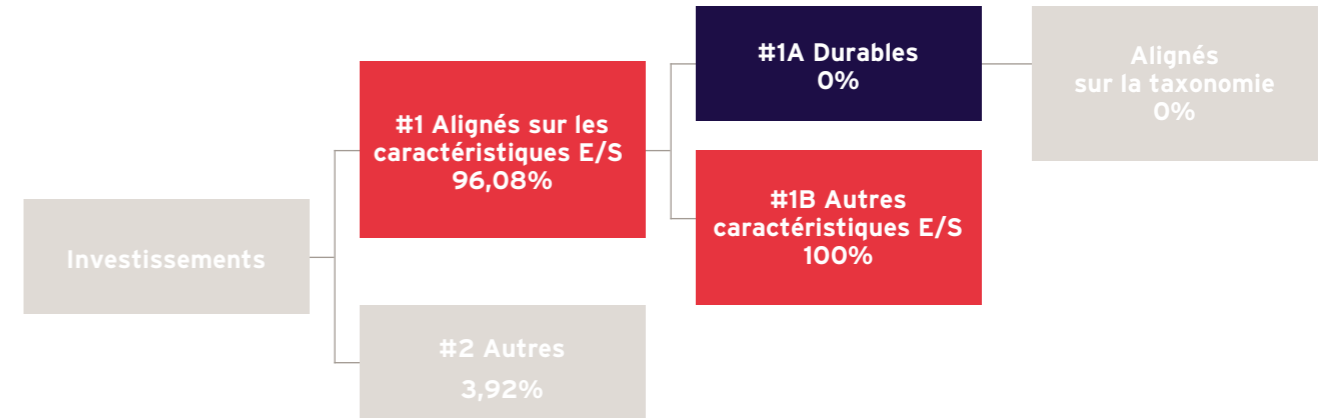 Investissements
#1 Alignés sur les
caractéristiques E/S
96,08%
#2 Autres
3,92%
#1A Durables
0%
#1B Autres
caractéristiques E/S
100%
Alignés
sur la taxonomie
0%